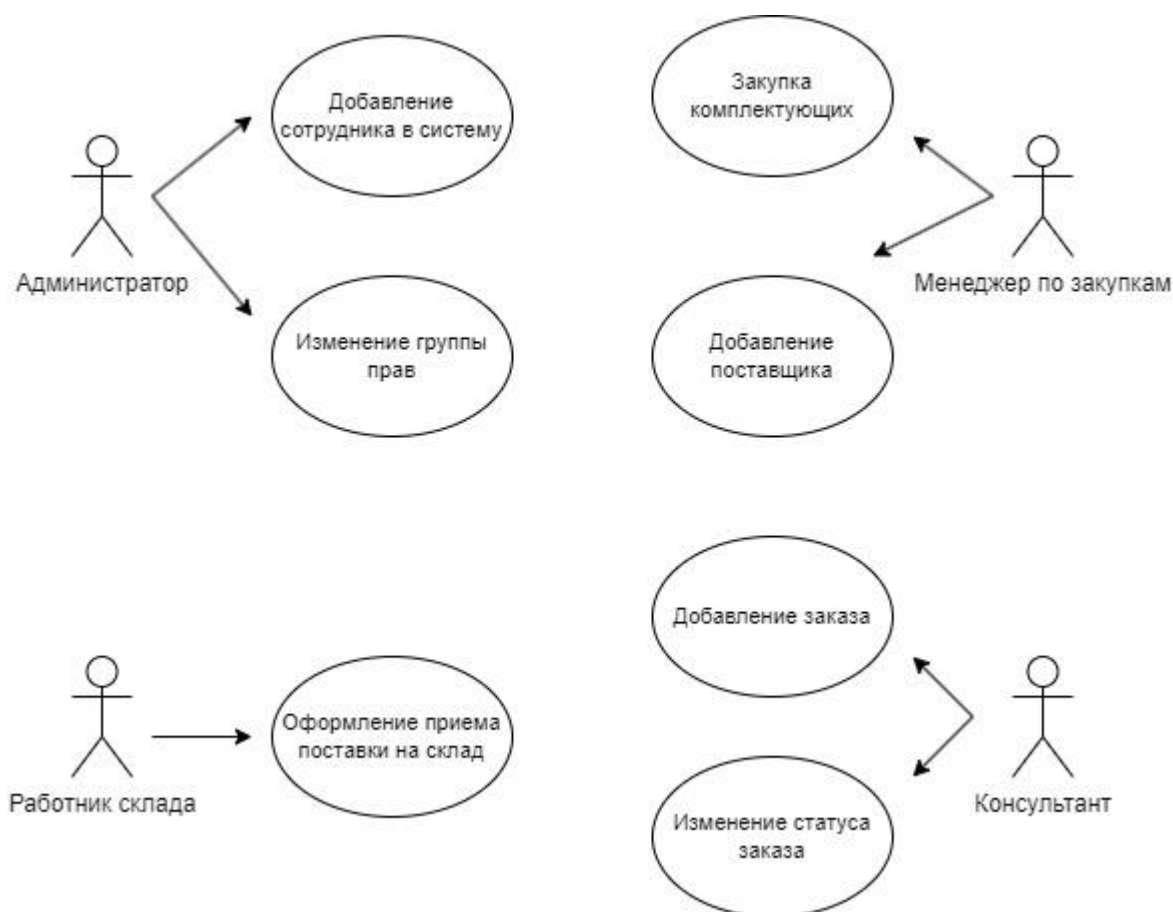 Добавление
сотрудника в систему
Закупка
комплектующих
Администратор
Менеджер по закупкам
Изменение группы
прав
Добавление
поставщика
Добавление заказа
Оформление приема
поставки на склад
Работник склада
Консультант
Изменение статуса
заказа